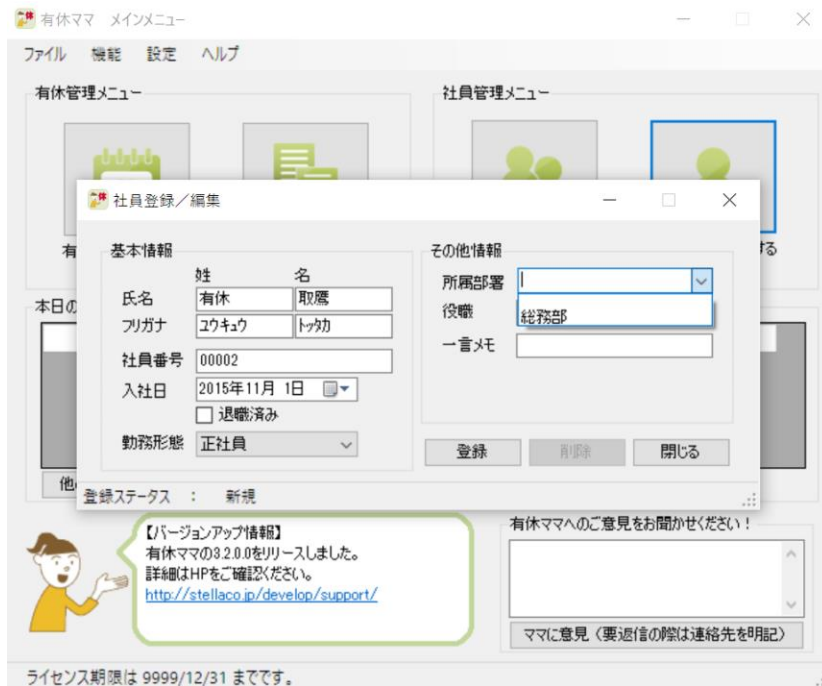 有休ママ メインメニュー
ファイル 機能 設定 ヘルプ
有休管理メニュー
社員管理メニュー
社員登録／編集
有
する
基本情報
姓 名
氏名 有休 取鷹
フリガナ ユウキュウ トッタカ
社員番号 00002
入社日 2015年11月 1日
退職済み
勤務形態 正社員
その他情報
所属部署
総務部
役職
一言メモ
登録 削除 閉じる
登録ステータス ： 新規
本日の
他
【バージョンアップ情報】
有休ママの3.2.0.0をリリースしました。
詳細はHPをご確認ください。
http://stellaco.jp/develop/support/
有休ママへのご意見をお聞かせください！
ママに意見（要返信の際は連絡先を明記）
ライセンス期限は 9999/12/31 までです。